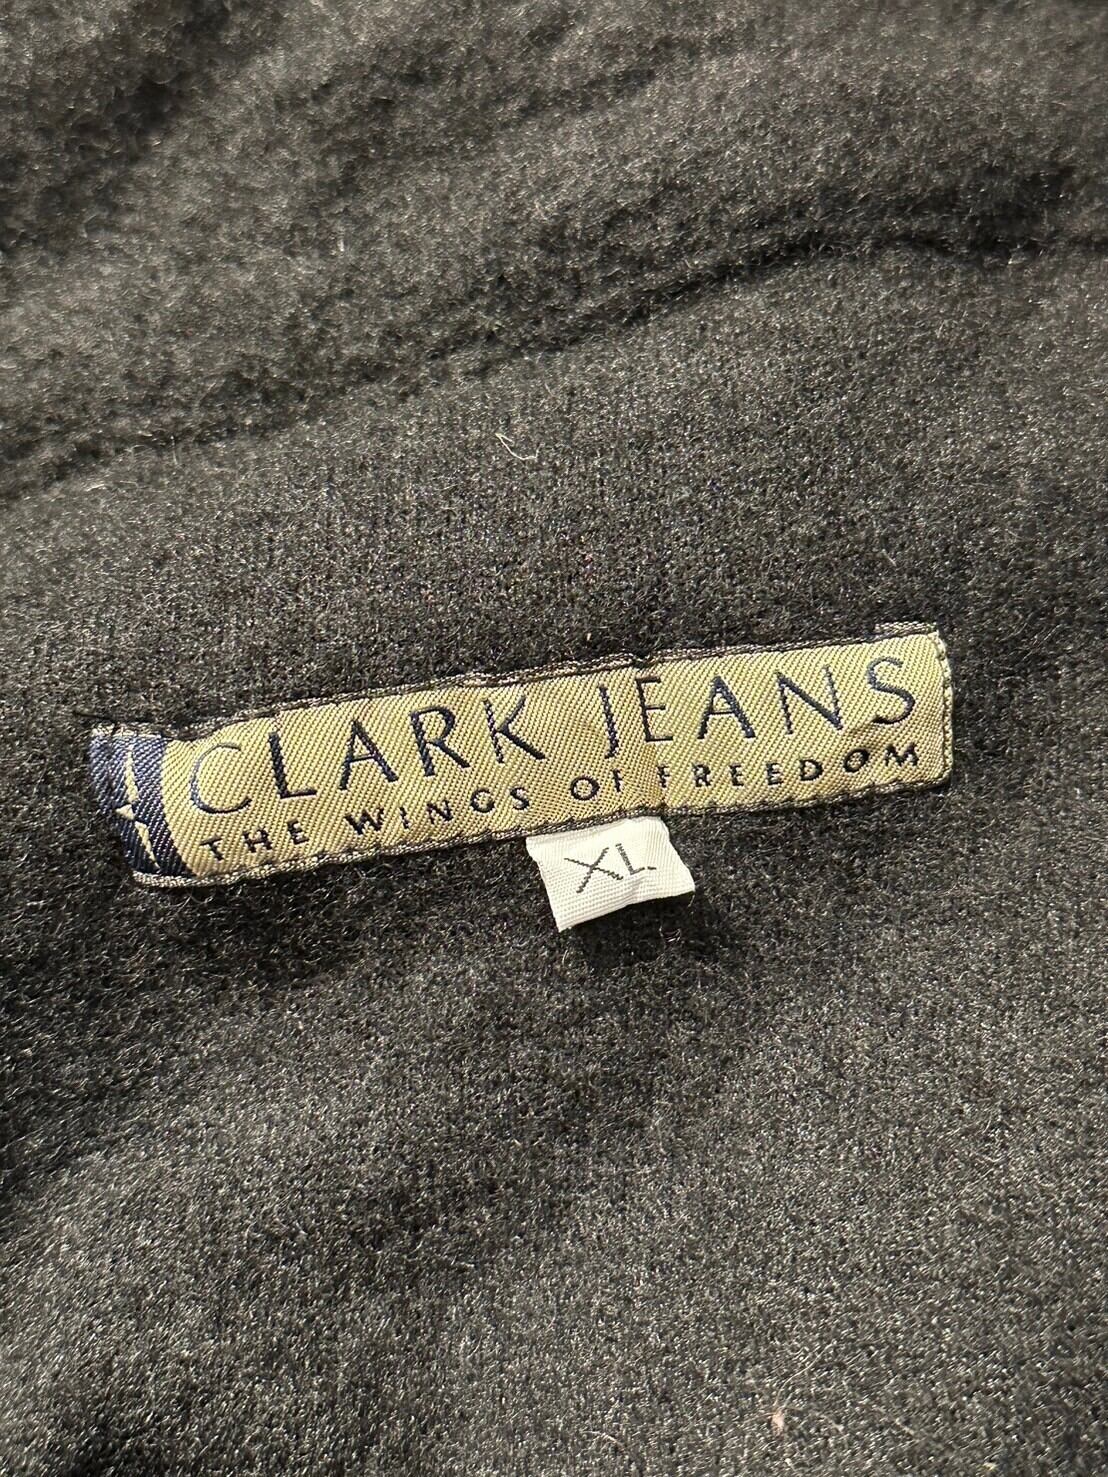 CLARK JEANS
THE WINGS OF FREEDOM
XL